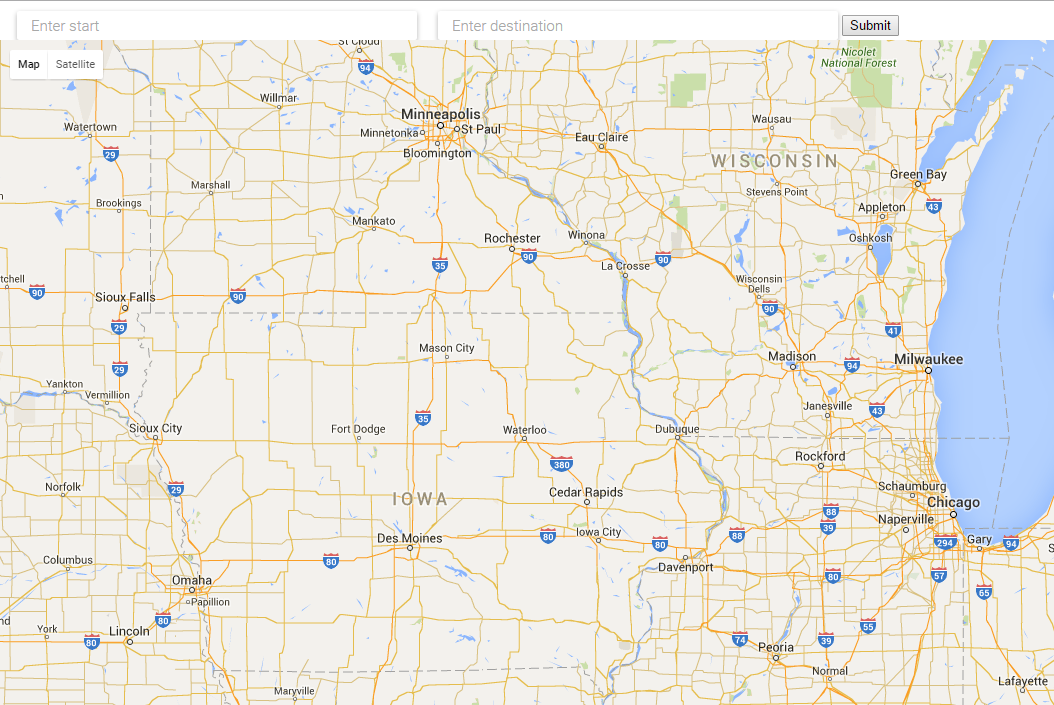 Enter start
Enter destination
Submit
Map
Satellite
St Cloud
94
Nicolet
National Forest
Willmar
Minneapolis
Minnetonka
St Paul
Bloomington
Watertown
29
Eau Claire
Wausau
WISCONSIN
Green Bay
Marshall
Stevens Point
Brookings
Appleton
43
Mankato
Rochester
Winona
Oshkosh
90
35
La Crosse
90
tchell
90
Sioux Falls
90
Wisconsin
Dells
90
29
41
Mason City
Madison
94
Milwaukee
29
Yankton
Vermillion
35
Janesville
43
Sioux City
Fort Dodge
Waterloo
Dubuque
380
Rockford
Norfolk
29
IOWA
Cedar Rapids
Schaumburg
Chicago
88
39
Naperville
Des Moines
80
Iowa City
80
88
294
Gary
94
S
Columbus
80
Davenport
80
57
Omaha
Papillion
65
nd
York
80
Lincoln
80
74
39
55
Peoria
Normal
Maryville
Lafayette